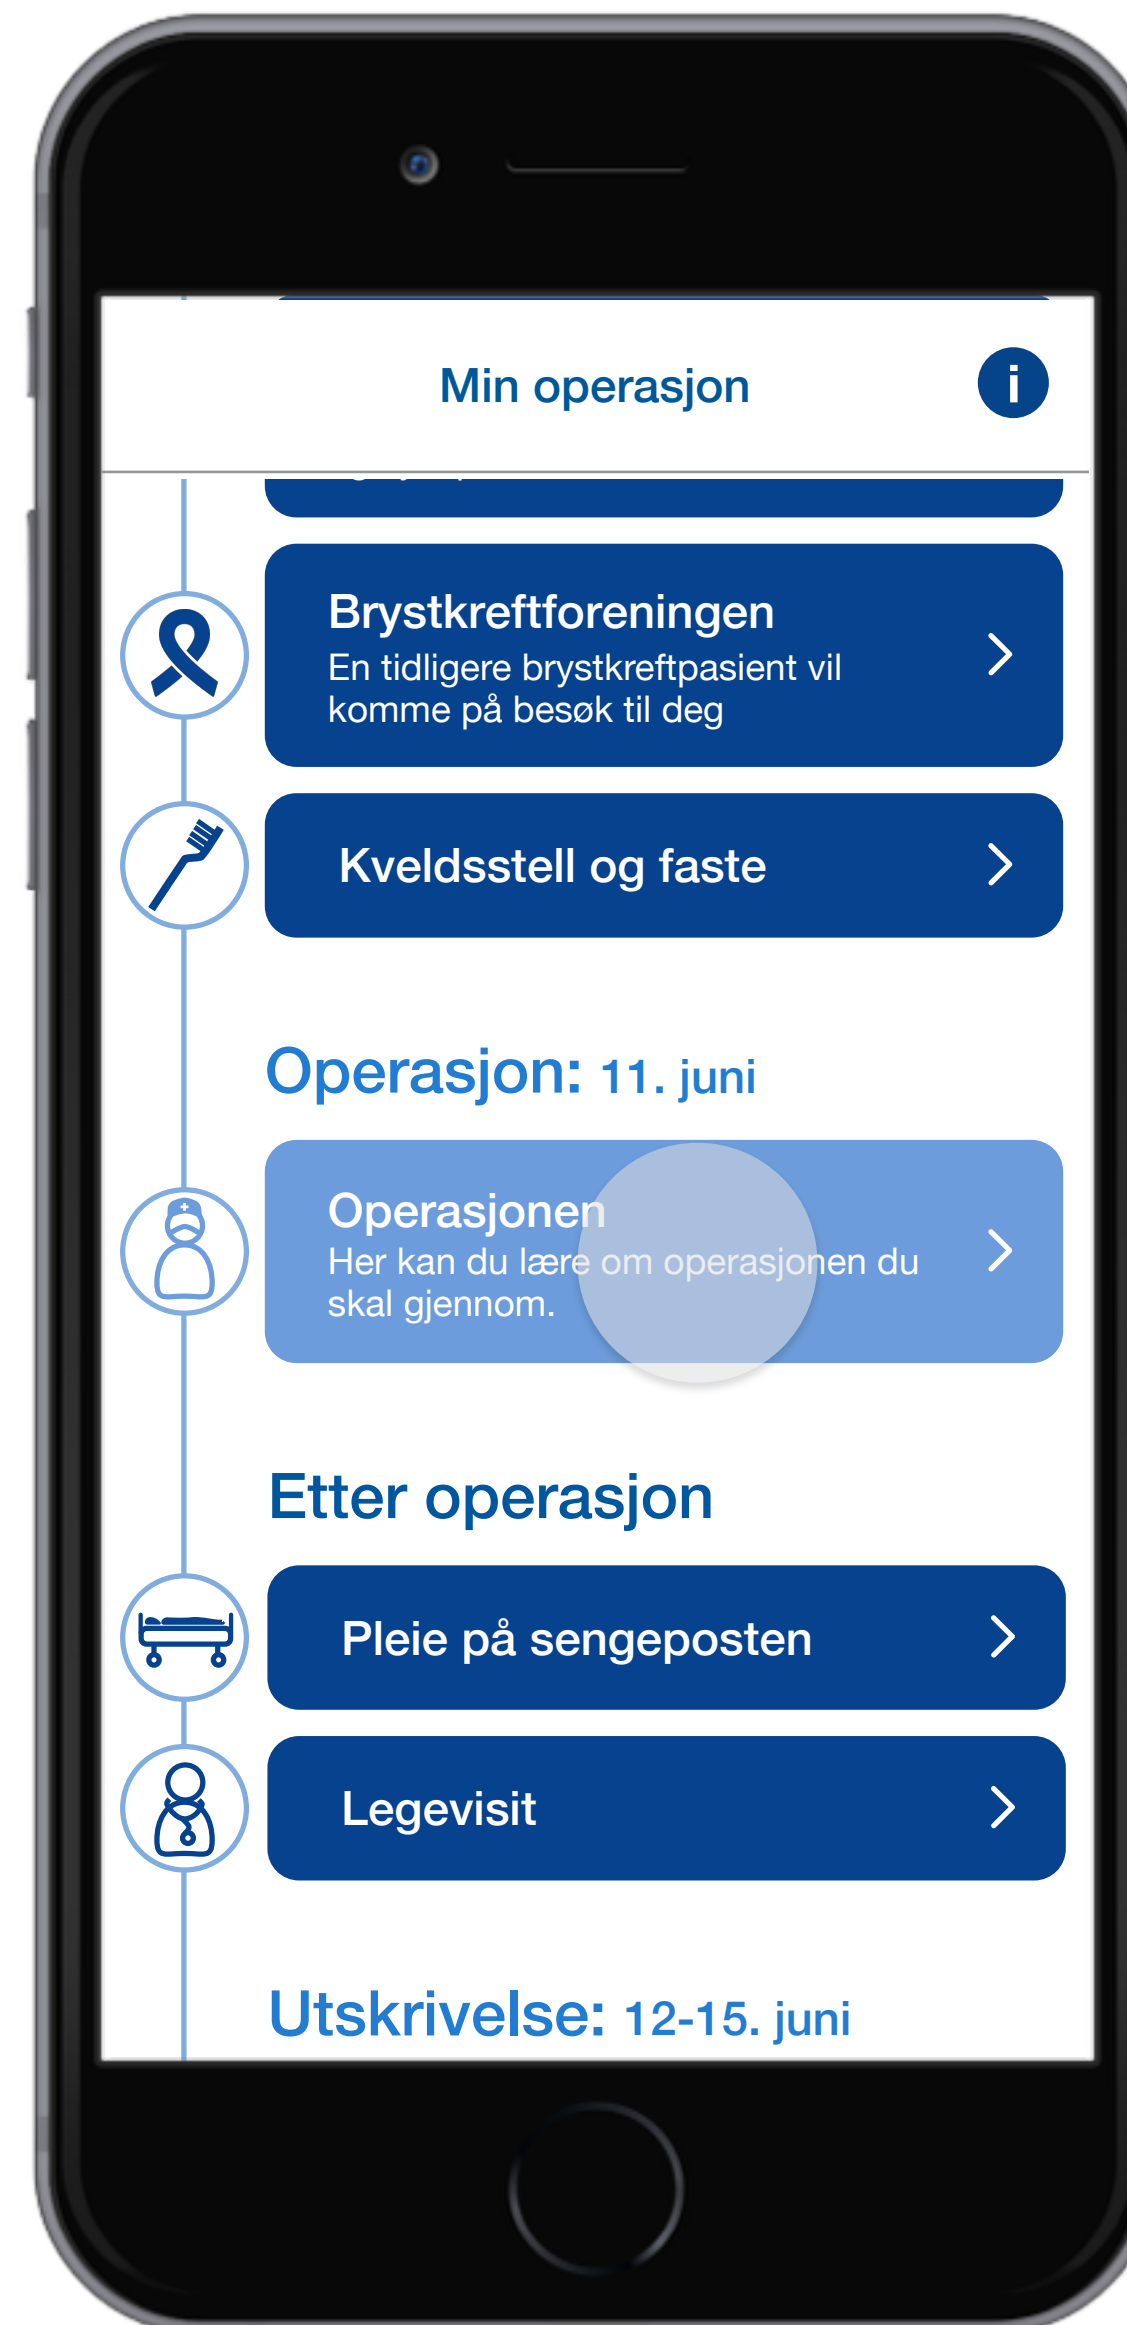 Min operasjon
i
Brystkreftforeningen
En tidligere brystkreftpasient vil
komme på besøk til deg
Kveldsstell og faste
Operasjon: 11. juni
Operasjonen
Her kan du lære om operasjonen du
skal gjennom.
Etter operasjon
Pleie på sengeposten
Legevisit
Utskrivelse: 12-15. juni